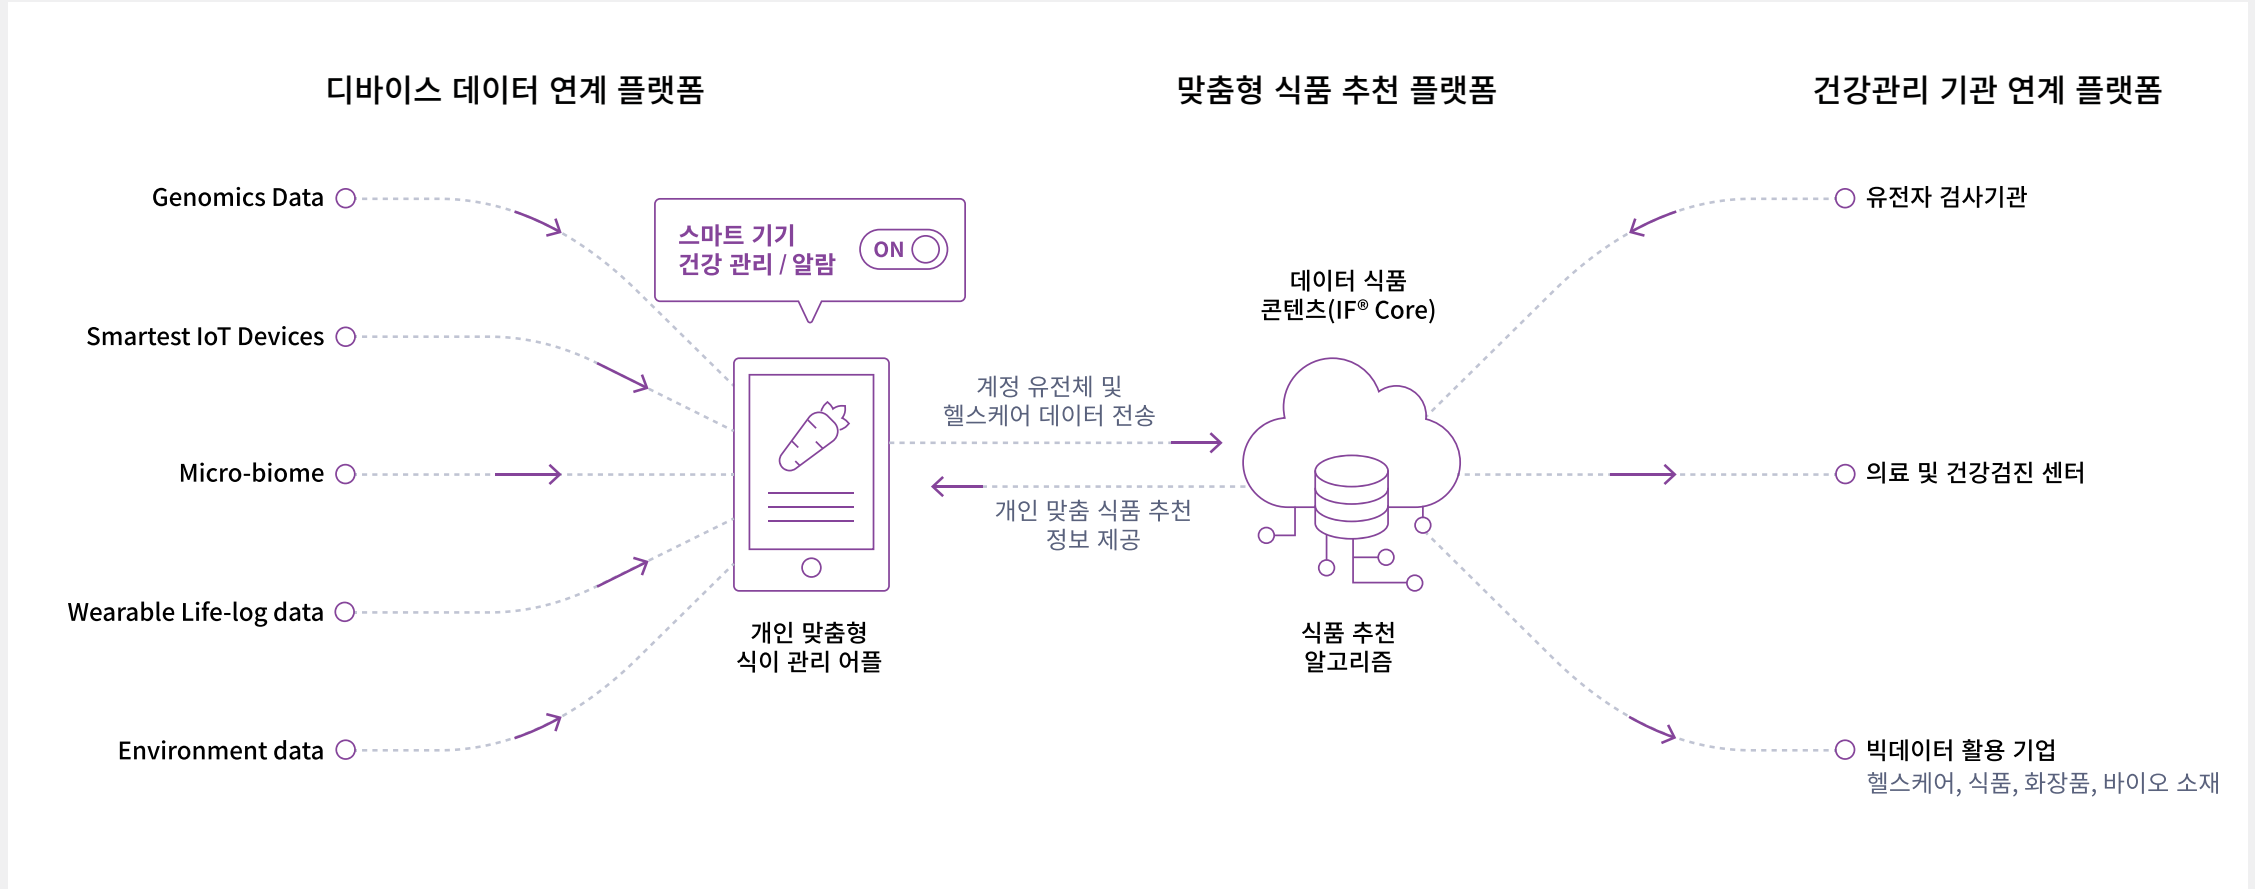 디바이스 데이터 연계 플랫폼
맞춤형 식품 추천 플랫폼
건강관리 기관 연계 플랫폼
Genomics Data
Smartest IoT Devices
Micro-biome
Wearable Life-log data
Environment data
스마트 기기
건강 관리 / 알람
ON
개인 맞춤형
식이 관리 어플
계정 유전체 및
헬스케어 데이터 전송
개인 맞춤 식품 추천
정보 제공
데이터 식품
콘텐츠(IF® Core)
식품 추천
알고리즘
유전자 검사기관
의료 및 건강검진 센터
빅데이터 활용 기업
헬스케어, 식품, 화장품, 바이오 소재